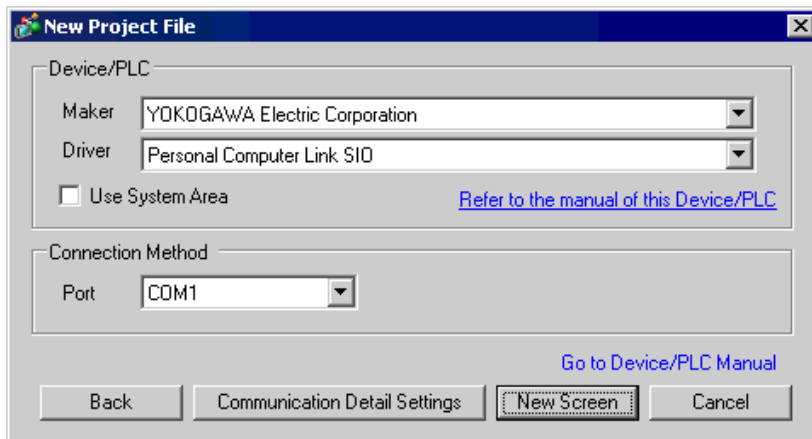 New Project File
Device/PLC
Maker YOKOGAWA Electric Corporation
Driver Personal Computer Link SIO
Use System Area Refer to the manual of this Device/PLC
Connection Method
Port COM1
Go to Device/PLC Manual
Back Communication Detail Settings New Screen Cancel